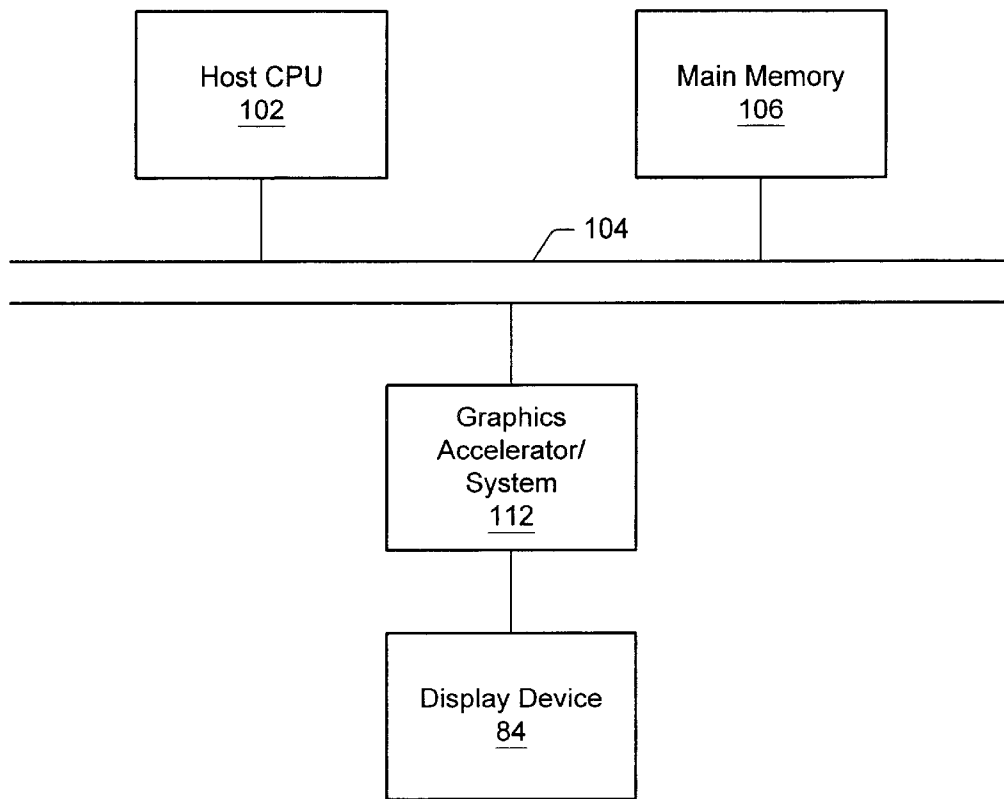 Host CPU
102
Main Memory
106
104
Graphics
Accelerator/
System
112
Display Device
84